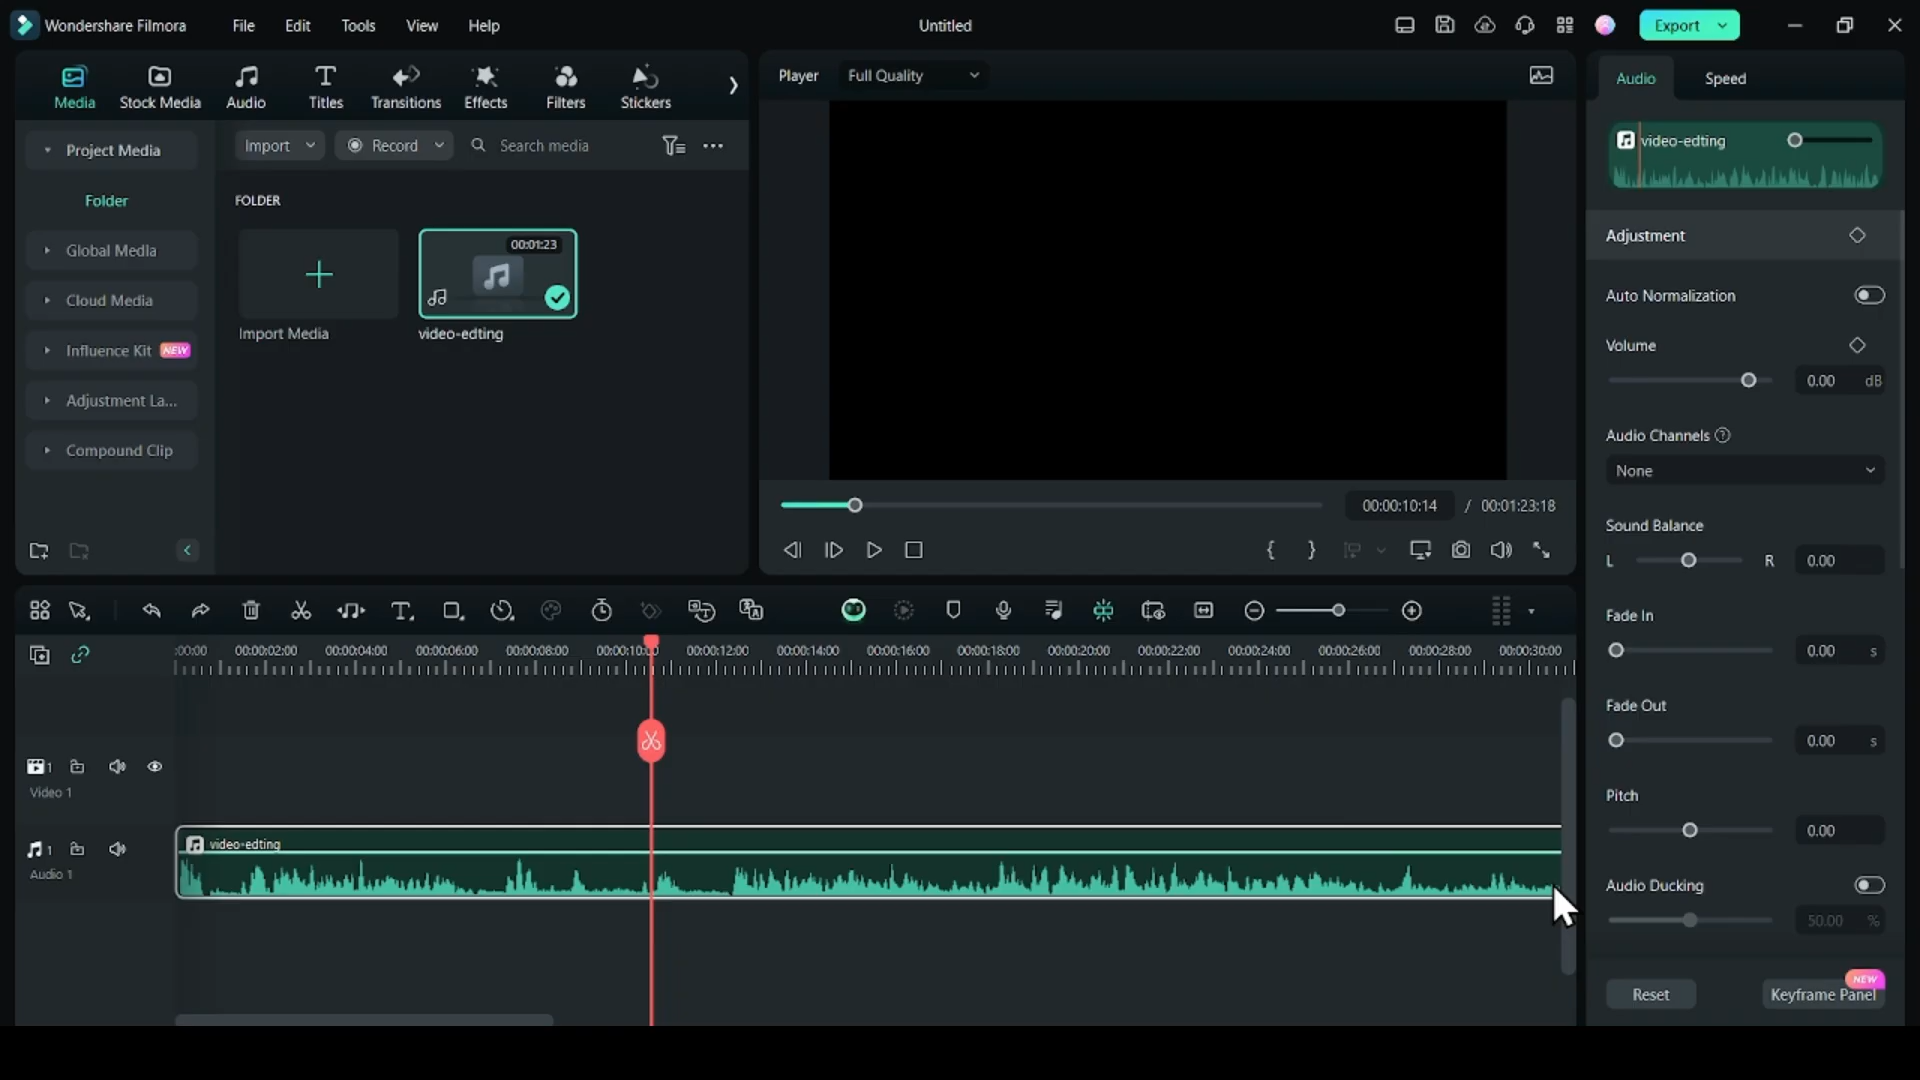 Wondershare Filmora File Edit Tools View Help Untitled Export
Media Stock Media Audio Titles Transitions Effects Filters Stickers
Player Full Quality
Audio Speed
Project Media
Import Record Search media
video-edting
Folder
FOLDER
Adjustment
Global Media
00:01:23
Cloud Media
Auto Normalization
Import Media video-edting
Influence Kit NEW
Volume
0.00 dB
Adjustment La...
Audio Channels ?
Compound Clip
None
00:00:10:14 / 00:01:23:18
Sound Balance
L R 0.00
Fade In
0.00 s
:00:00 00:00:02:00 00:00:04:00 00:00:06:00 00:00:08:00 00:00:10:0 00:00:12:00 00:00:14:00 00:00:16:00 00:00:18:00 00:00:20:00 00:00:22:00 00:00:24:00 00:00:26:00 00:00:28:00 00:00:30:00
Fade Out
0.00 s
1
Video 1
Pitch
0.00
video-edting
1
Audio 1
Audio Ducking
50.00 %
NEW
Reset Keyframe Panel